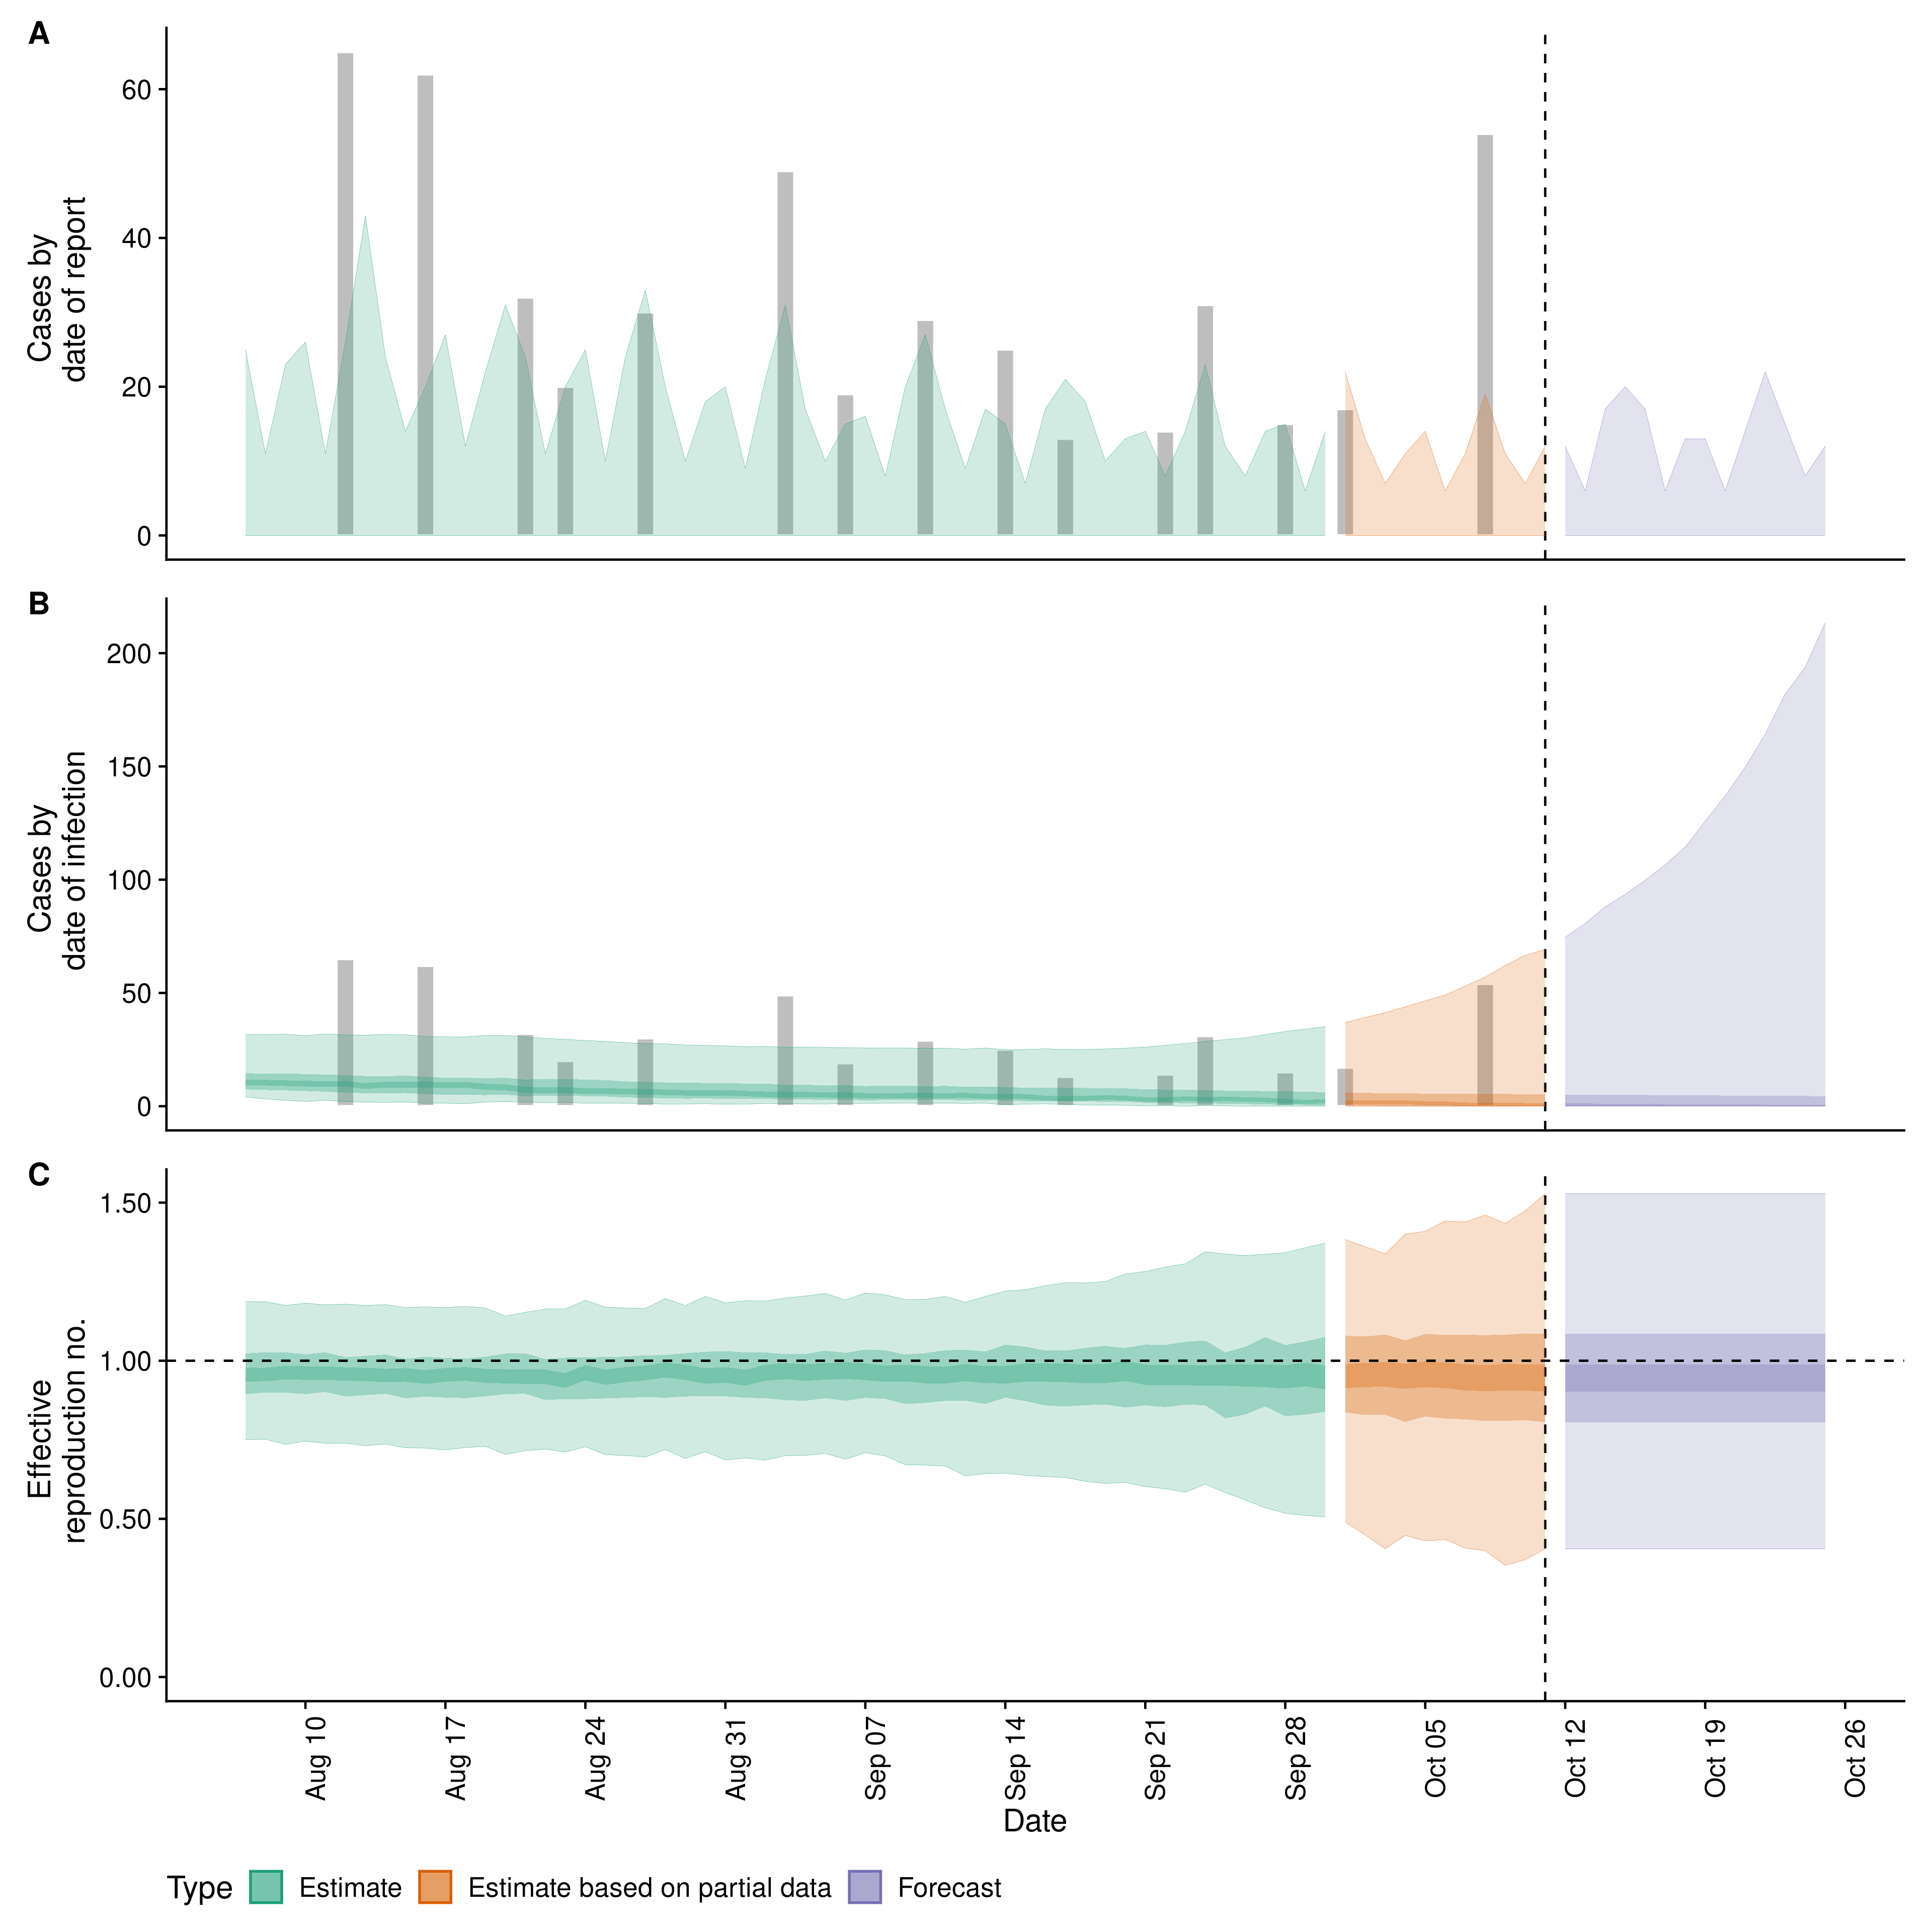 A
Cases by
date of report
60
40
20
0
B
Cases by
date of infection
200
150
100
50
0
C
Effective
reproduction no.
1.50
1.00
0.50
0.00
Aug 10
Aug 17
Aug 24
Aug 31
Sep 07
Sep 14
Sep 21
Sep 28
Oct 05
Oct 12
Oct 19
Oct 26
Date
Type Estimate Estimate based on partial data Forecast